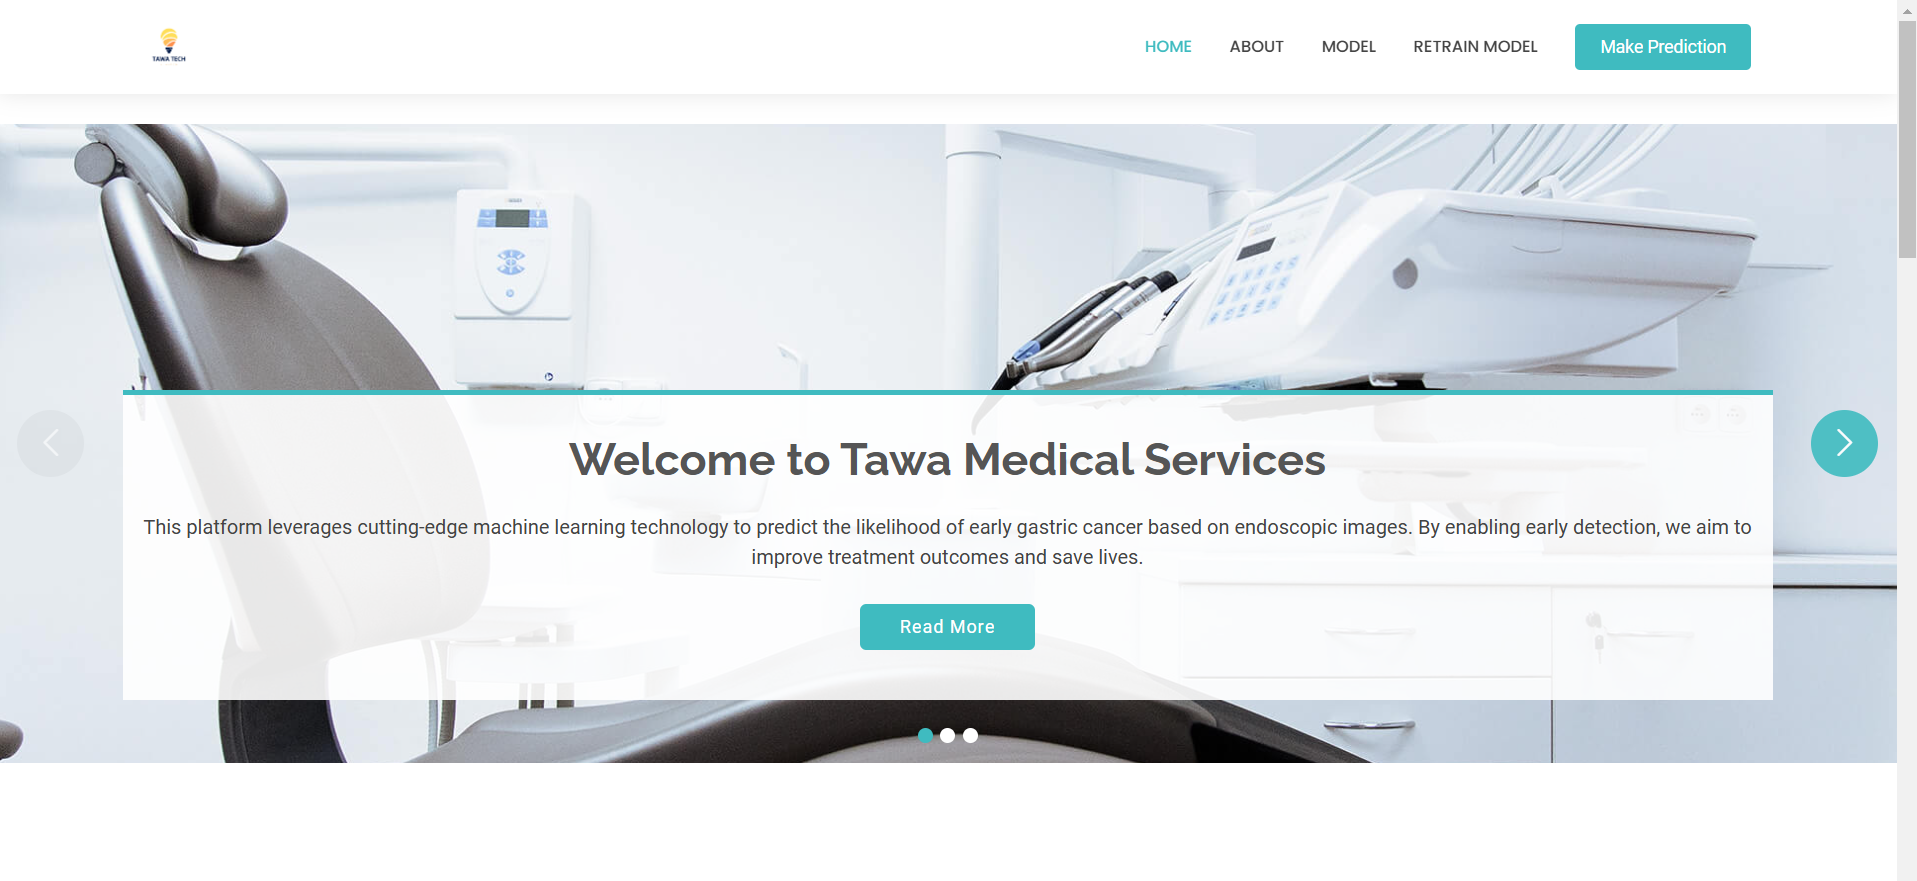 TAWA TECH
HOME
ABOUT
MODEL
RETRAIN MODEL
Make Prediction
Welcome to Tawa Medical Services
This platform leverages cutting-edge machine learning technology to predict the likelihood of early gastric cancer based on endoscopic images. By enabling early detection, we aim to
improve treatment outcomes and save lives.
Read More